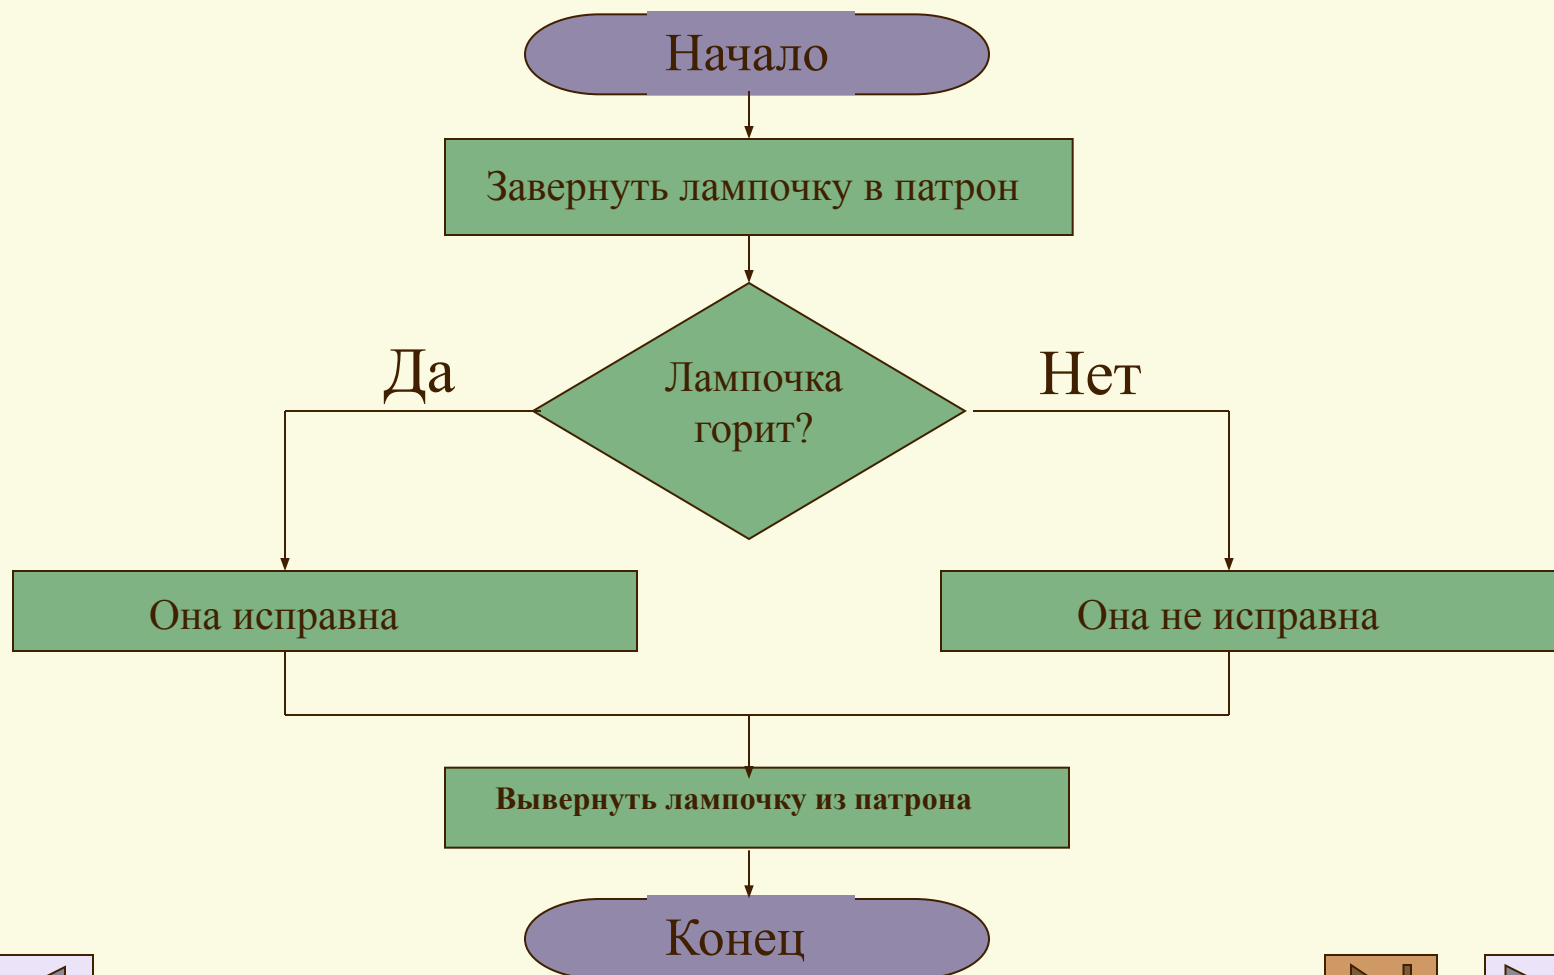 Начало
Завернуть лампочку в патрон
Да
Нет
Лампочка
горит?
Она исправна
Она не исправна
Вывернуть лампочку из патрона
Конец